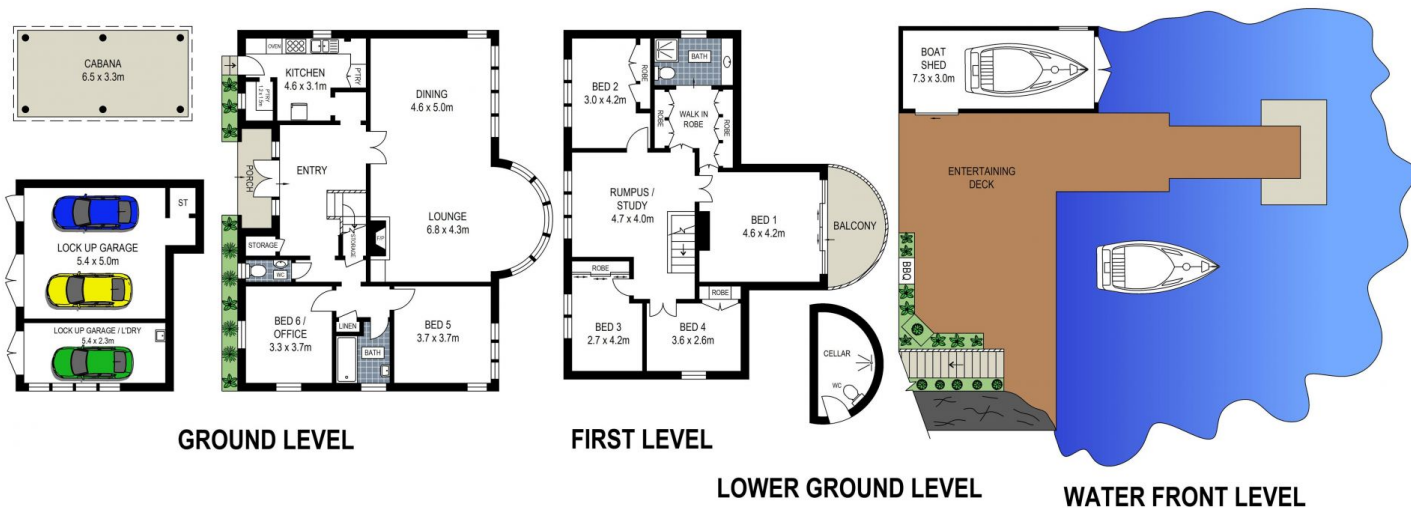 CABANA
6.5 x 3.3m
ST
LOCK UP GARAGE
5.4 x 5.0m
LOCK UP GARAGE / L'DRY
5.4 x 2.3m
OVEN
KITCHEN
4.6 x 3.1m
PTRY
PTRY
1.2 x 1.5m
DINING
4.6 x 5.0m
PORCH
ENTRY
LOUNGE
6.8 x 4.3m
STORAGE
STORAGE
F/P
WC
BED 6 /
OFFICE
3.3 x 3.7m
LINEN
BATH
BED 5
3.7 x 3.7m
GROUND LEVEL
BED 2
3.0 x 4.2m
ROBE
BATH
WALK IN
ROBE
ROBE
ROBE
RUMPUS /
STUDY
4.7 x 4.0m
BED 1
4.6 x 4.2m
BALCONY
ROBE
BED 3
2.7 x 4.2m
ROBE
BED 4
3.6 x 2.6m
FIRST LEVEL
CELLAR
WC
LOWER GROUND LEVEL
BOAT
SHED
7.3 x 3.0m
ENTERTAINING
DECK
BBQ
WATER FRONT LEVEL